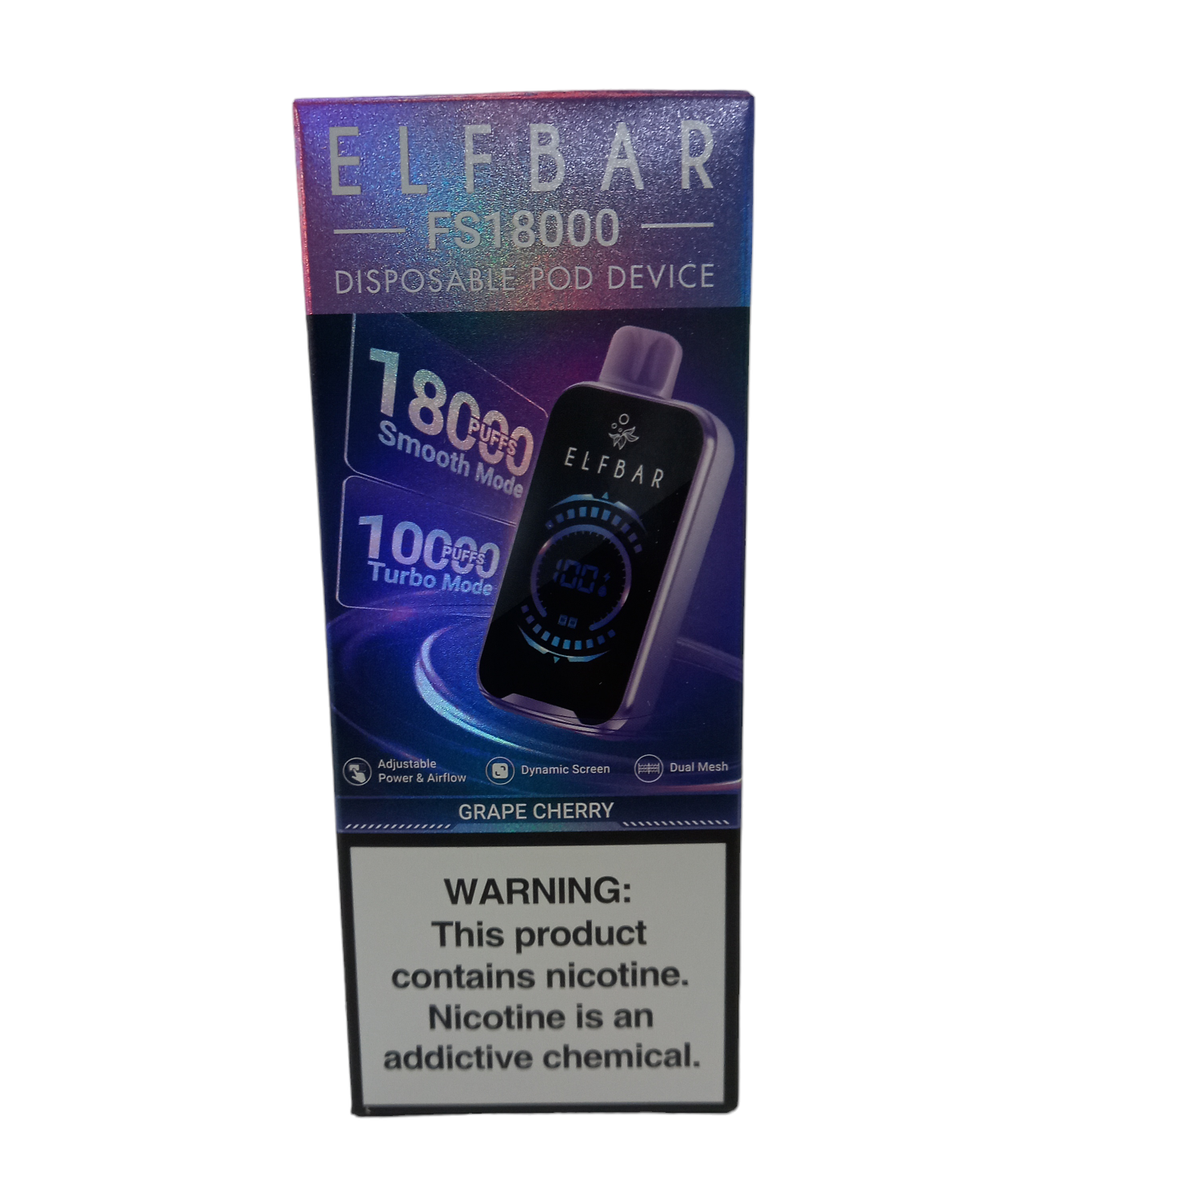 ELFBAR
FS18000
DISPOSABLE POD DEVICE
18000
PUFFS
Smooth Mode
10000
PUFFS
Turbo Mode
ELFBAR
100
Adjustable
Power & Airflow
Dynamic Screen
Dual Mesh
GRAPE CHERRY
WARNING:
This product
contains nicotine.
Nicotine is an
addictive chemical.